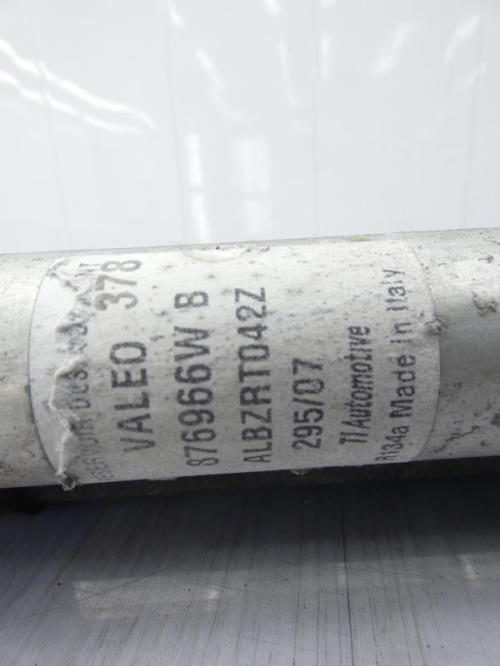 VALEO 378
876966W B
ALBZRT042Z
295/07
TI Automotive
R134a Made in Italy